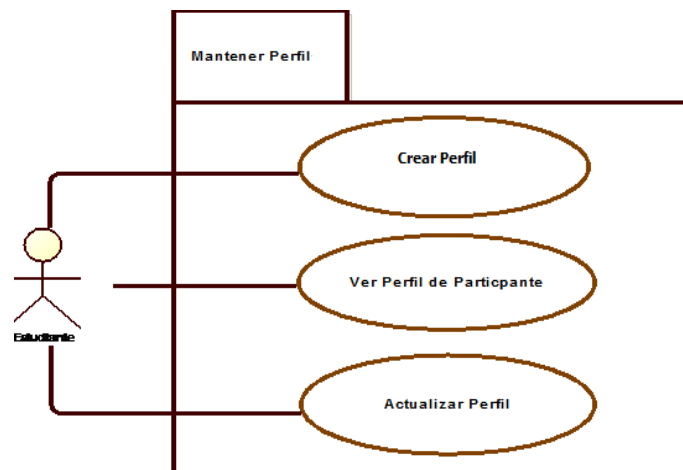 Mantener Perfil
Crear Perfil
Ver Perfil de Particpante
Estudiante
Actualizar Perfil